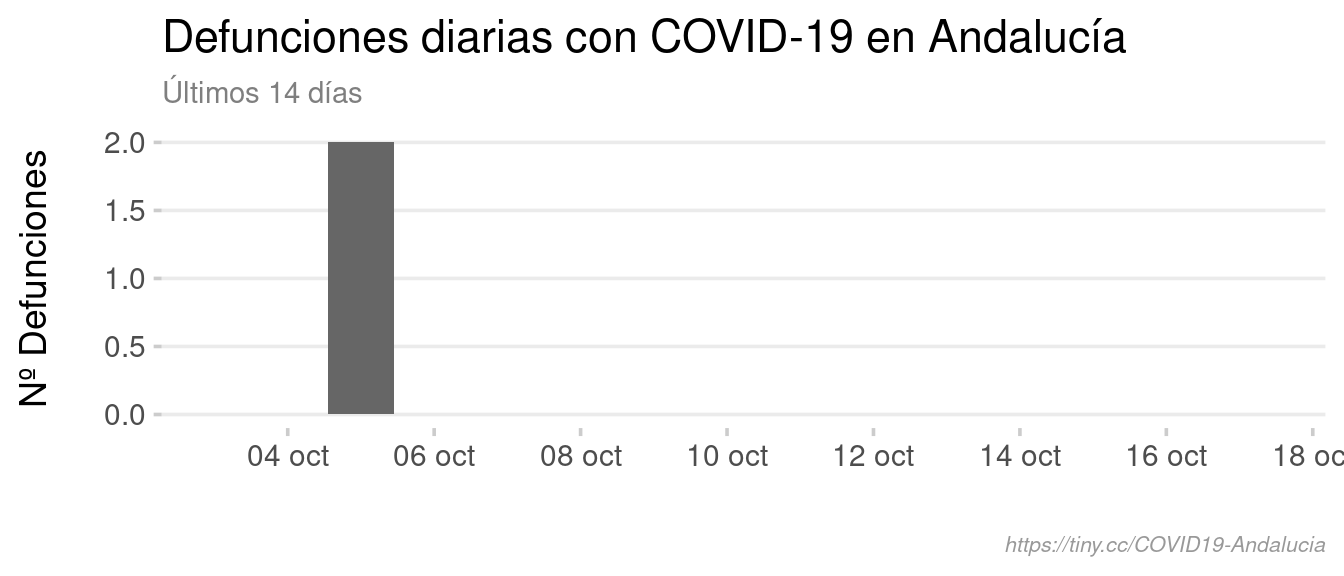 Defunciones diarias con COVID-19 en Andalucía
Últimos 14 días
Nº Defunciones
2.0
1.5
1.0
0.5
0.0
04 oct 06 oct 08 oct 10 oct 12 oct 14 oct 16 oct 18 oc
https://tiny.cc/COVID19-Andalucia